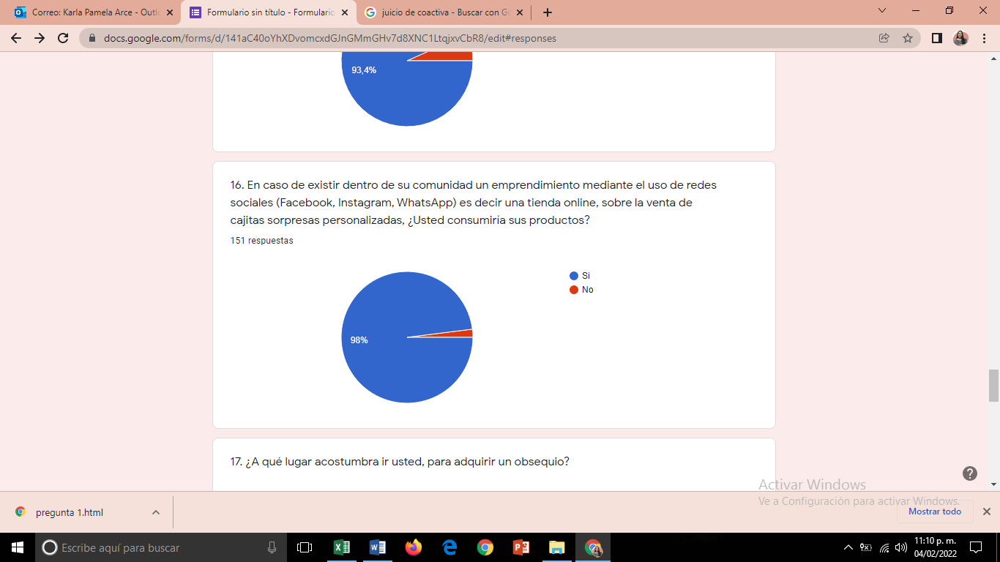 Correo: Karla Pamela Arce - Outl
Formulario sin título - Formulario
juicio de coactiva - Buscar con G
docs.google.com/forms/d/141aC40oYhXDvomcxdGJnGMmGHv7d8XNC1LtqjxvCbR8/edit#responses
93,4%
16. En caso de existir dentro de su comunidad un emprendimiento mediante el uso de redes
sociales (Facebook, Instagram, WhatsApp) es decir una tienda online, sobre la venta de
cajitas sorpresas personalizadas, ¿Usted consumiría sus productos?
151 respuestas
Si
No
98%
17. ¿A qué lugar acostumbra ir usted, para adquirir un obsequio?
Activar Windows
Ve a Configuración para activar Windows.
pregunta 1.html
Mostrar todo
Escribe aquí para buscar
11:10 p. m.
04/02/2022